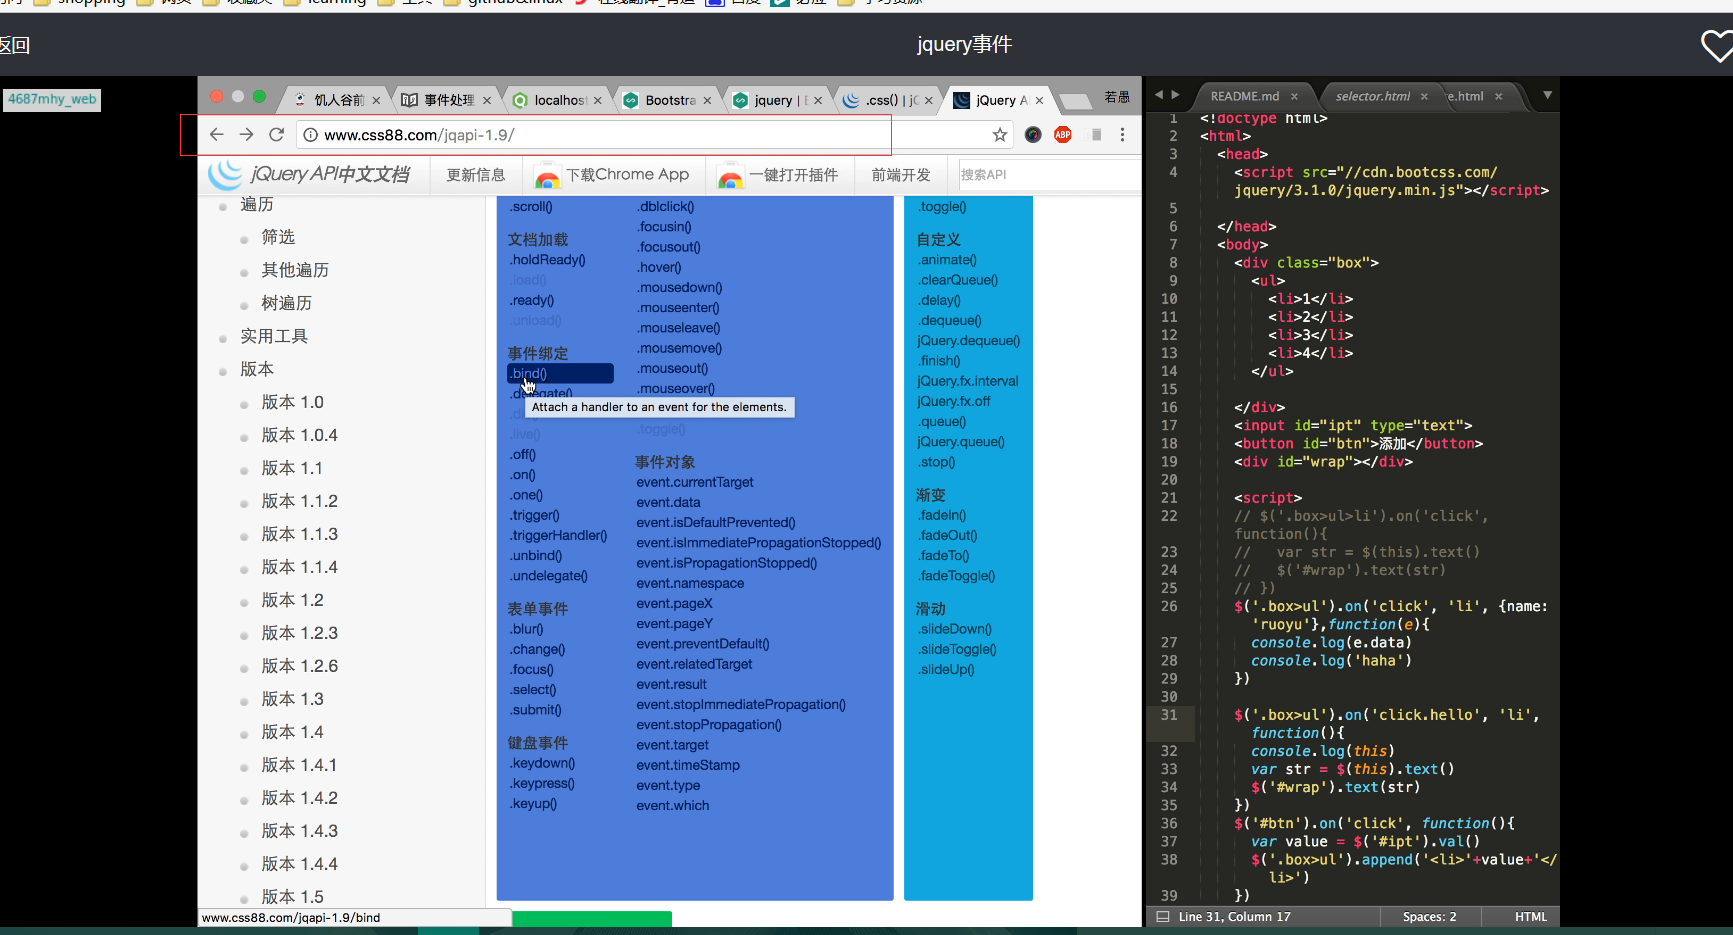 shopping
learning
返回
jquery事件
4687mhy_web
饥人谷前
事件处理
localhost
Bootstra
jquery | E
.css() | jC
jQuery A
若愚
www.css88.com/jqapi-1.9/
ABP
jQuery API中文文档
更新信息
下载Chrome App
一键打开插件
前端开发
搜索API
遍历
筛选
其他遍历
树遍历
实用工具
版本
版本 1.0
版本 1.0.4
版本 1.1
版本 1.1.2
版本 1.1.3
版本 1.1.4
版本 1.2
版本 1.2.3
版本 1.2.6
版本 1.3
版本 1.4
版本 1.4.1
版本 1.4.2
版本 1.4.3
版本 1.4.4
版本 1.5
www.css88.com/jqapi-1.9/bind
.scroll()
文档加载
.holdReady()
.load()
.ready()
.unload()
事件绑定
.bind()
.delegate()
Attach a handler to an event for the elements.
.live()
.off()
.on()
.one()
.trigger()
.triggerHandler()
.unbind()
.undelegate()
表单事件
.blur()
.change()
.focus()
.select()
.submit()
键盘事件
.keydown()
.keypress()
.keyup()
.dblclick()
.focusin()
.focusout()
.hover()
.mousedown()
.mouseenter()
.mouseleave()
.mousemove()
.mouseout()
.mouseover()
.toggle()
事件对象
event.currentTarget
event.data
event.isDefaultPrevented()
event.isImmediatePropagationStopped()
event.isPropagationStopped()
event.namespace
event.pageX
event.pageY
event.preventDefault()
event.relatedTarget
event.result
event.stopImmediatePropagation()
event.stopPropagation()
event.target
event.timeStamp
event.type
event.which
.toggle()
自定义
.animate()
.clearQueue()
.delay()
.dequeue()
jQuery.dequeue()
.finish()
jQuery.fx.interval
jQuery.fx.off
.queue()
jQuery.queue()
.stop()
渐变
.fadeIn()
.fadeOut()
.fadeTo()
.fadeToggle()
滑动
.slideDown()
.slideToggle()
.slideUp()
README.md
selector.html
e.html
1 <!doctype html>
2 <html>
3 <head>
4 <script src="//cdn.bootcss.com/
jquery/3.1.0/jquery.min.js"></script>
5
6 </head>
7 <body>
8 <div class="box">
9 <ul>
10 <li>1</li>
11 <li>2</li>
12 <li>3</li>
13 <li>4</li>
14 </ul>
15
16 </div>
17 <input id="ipt" type="text">
18 <button id="btn">添加</button>
19 <div id="wrap"></div>
20
21 <script>
22 // $('.box>ul>li').on('click',
function(){
23 // var str = $(this).text()
24 // $('#wrap').text(str)
25 // })
26 $('.box>ul').on('click', 'li', {name:
'ruoyu'},function(e){
27 console.log(e.data)
28 console.log('haha')
29 })
30
31 $('.box>ul').on('click.hello', 'li',
function(){
32 console.log(this)
33 var str = $(this).text()
34 $('#wrap').text(str)
35 })
36 $('#btn').on('click', function(){
37 var value = $('#ipt').val()
38 $('.box>ul').append('<li>'+value+'</
li>')
39 })
Line 31, Column 17
Spaces: 2
HTML